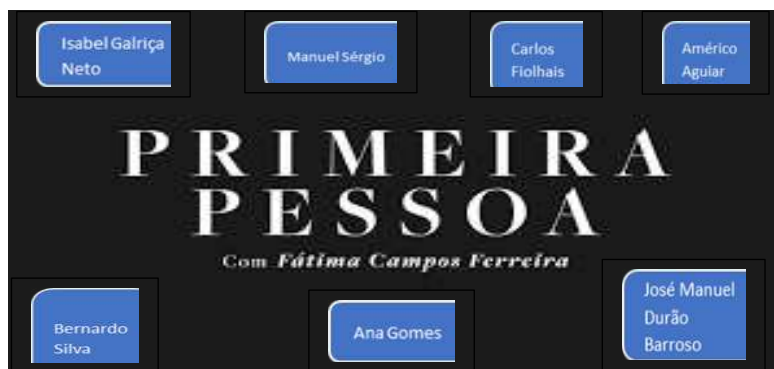 Isabel Galriça
Neto
Manuel Sérgio
Carlos
Fiolhais
Américo
Aguiar
PRIMEIRA
PESSOA
Com Fátima Campos Ferreira
Bernardo
Silva
Ana Gomes
José Manuel
Durão
Barroso